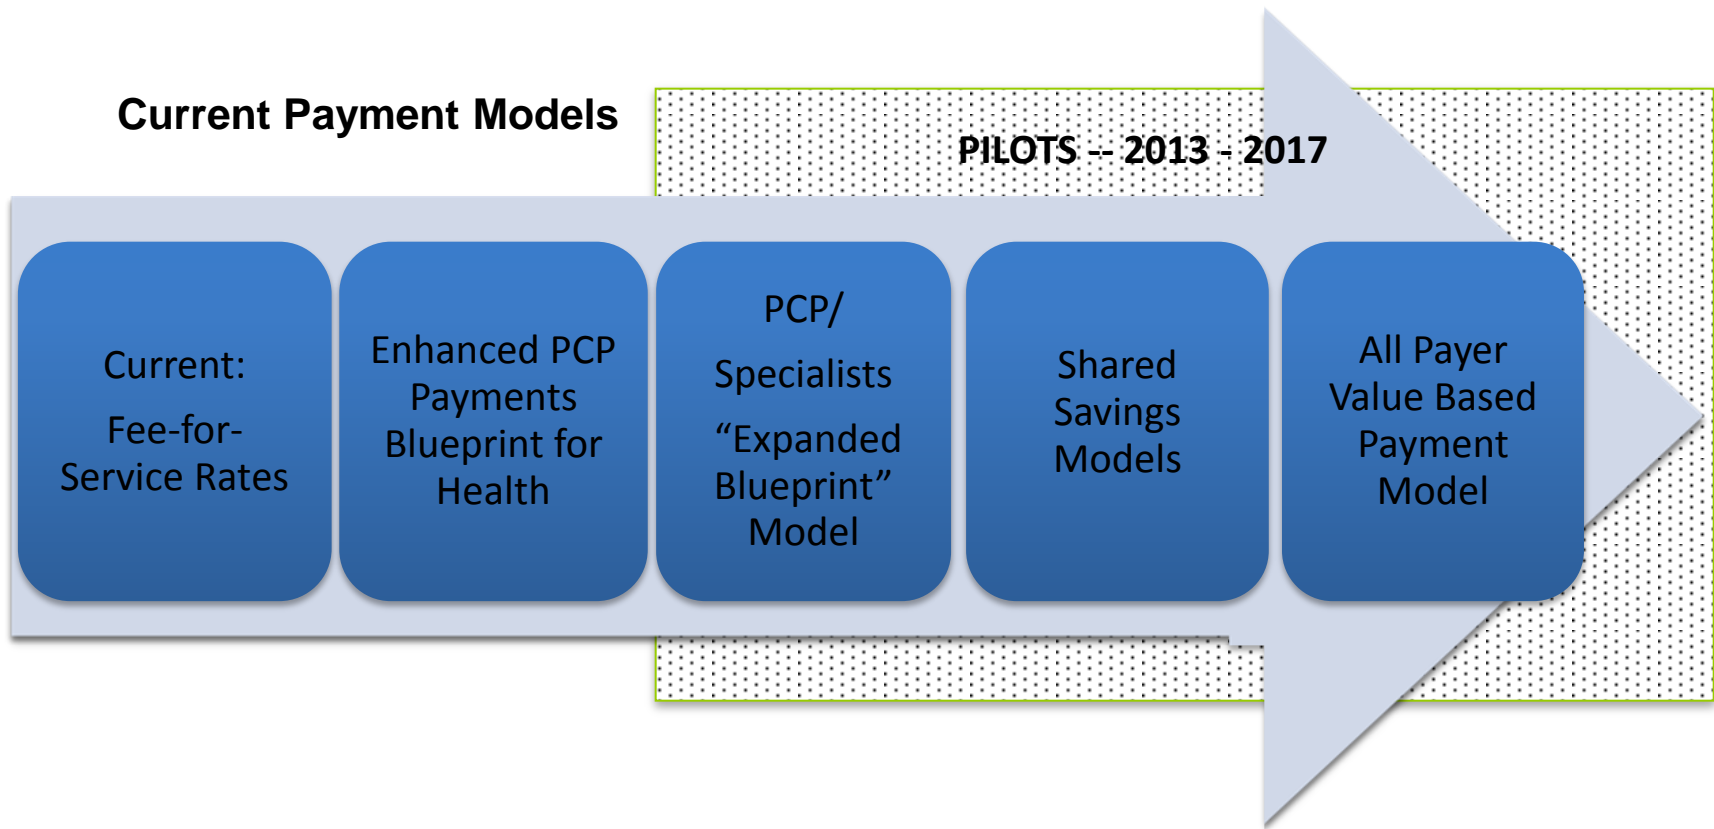 Current Payment Models
PILOTS -- 2013 - 2017
Current:
Fee-for-
Service Rates
Enhanced PCP
Payments
Blueprint for
Health
PCP/
Specialists
“Expanded
Blueprint”
Model
Shared
Savings
Models
All Payer
Value Based
Payment
Model